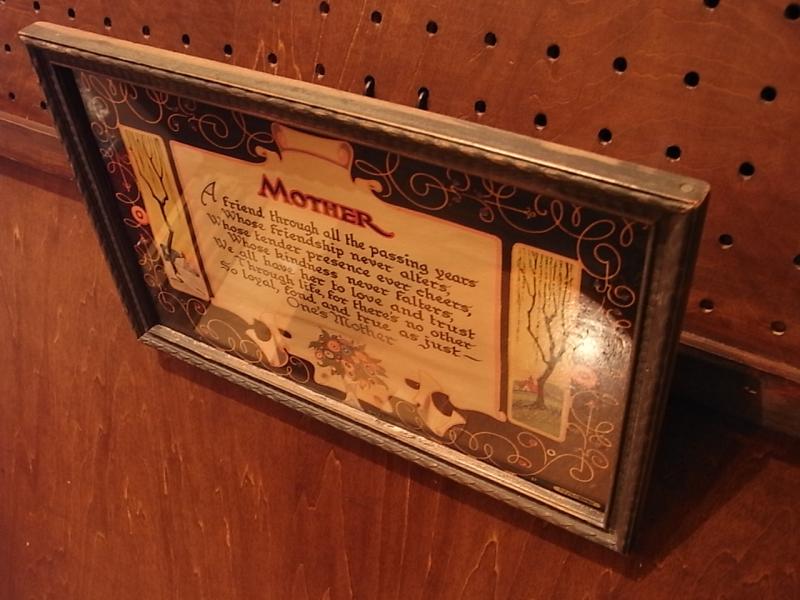 MOTHER
A friend through all the passing years
Whose friendship never alters,
Whose tender presence ever cheers,
Whose kindness never falters,
We all have her to love and trust
Through life, for there's no other
So loyal, fond, and true as just—
One's Mother